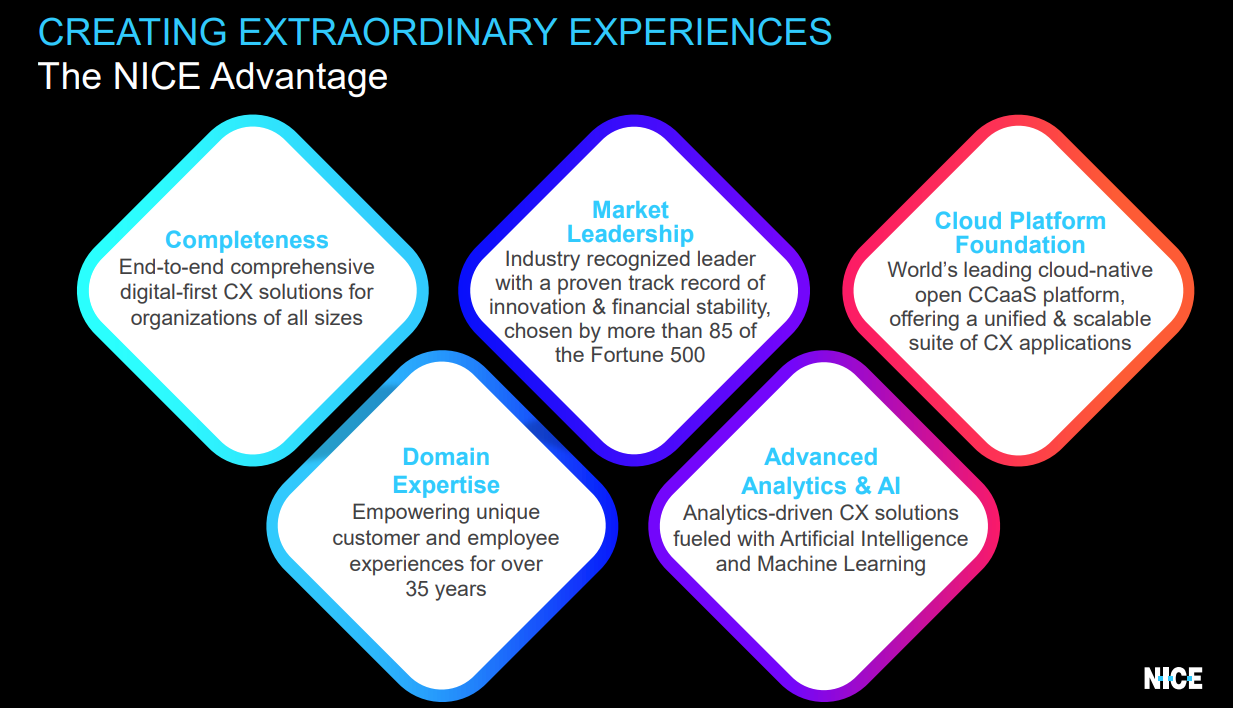 CREATING EXTRAORDINARY EXPERIENCES
The NICE Advantage
Completeness
End-to-end comprehensive
digital-first CX solutions for
organizations of all sizes
Domain
Expertise
Empowering unique
customer and employee
experiences for over
35 years
Market
Leadership
Industry recognized leader
with a proven track record of
innovation & financial stability,
chosen by more than 85 of
the Fortune 500
Advanced
Analytics & AI
Analytics-driven CX solutions
fueled with Artificial Intelligence
and Machine Learning
Cloud Platform
Foundation
World’s leading cloud-native
open CCaaS platform,
offering a unified & scalable
suite of CX applications
NICE